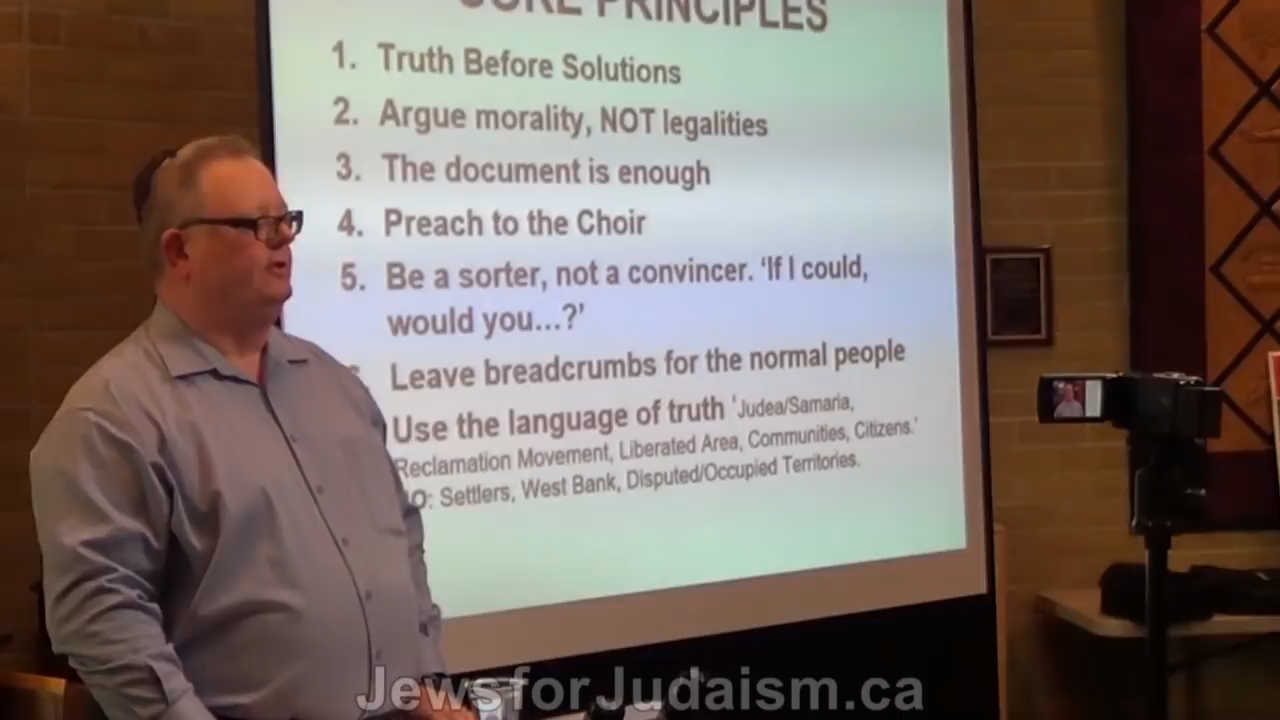 CORE PRINCIPLES
1. Truth Before Solutions
2. Argue morality, NOT legalities
3. The document is enough
4. Preach to the Choir
5. Be a sorter, not a convincer. 'If I could,
would you...?'
Leave breadcrumbs for the normal people
Use the language of truth 'Judea/Samaria,
Reclamation Movement, Liberated Area, Communities, Citizens.'
Settlers, West Bank, Disputed/Occupied Territories.
JewsforJudaism.ca